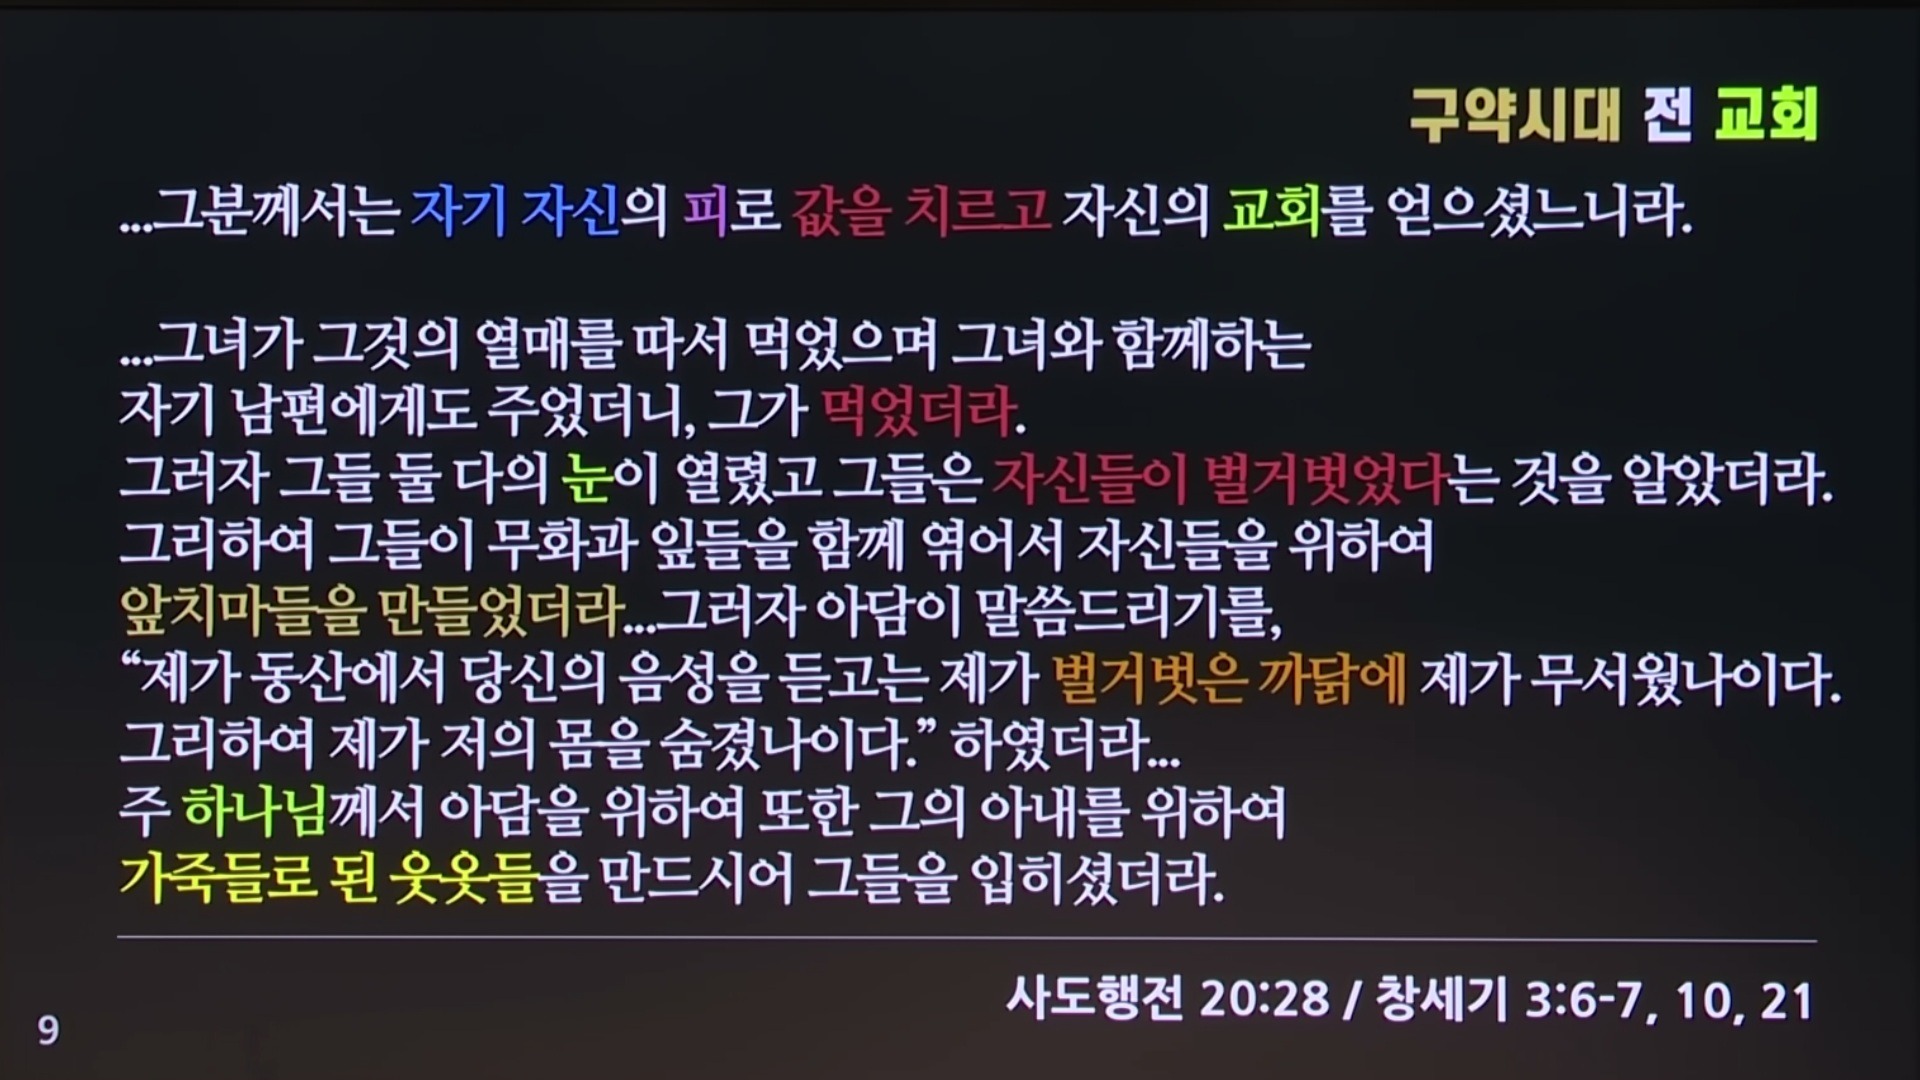 구약시대 전 교회
...그분께서는 자기 자신의 피로 값을 치르고 자신의 교회를 얻으셨느니라.
...그녀가 그것의 열매를 따서 먹었으며 그녀와 함께하는
자기 남편에게도 주었더니, 그가 먹었더라.
그러자 그들 둘 다의 눈이 열렸고 그들은 자신들이 벌거벗었다는 것을 알았더라.
그리하여 그들이 무화과 잎들을 함께 엮어서 자신들을 위하여
앞치마들을 만들었더라...그러자 아담이 말씀드리기를,
“제가 동산에서 당신의 음성을 듣고는 제가 벌거벗은 까닭에 제가 무서웠나이다.
그리하여 제가 저의 몸을 숨겼나이다.” 하였더라...
주 하나님께서 아담을 위하여 또한 그의 아내를 위하여
가죽들로 된 웃옷들을 만드시어 그들을 입히셨더라.
사도행전 20:28 / 창세기 3:6-7, 10, 21
9